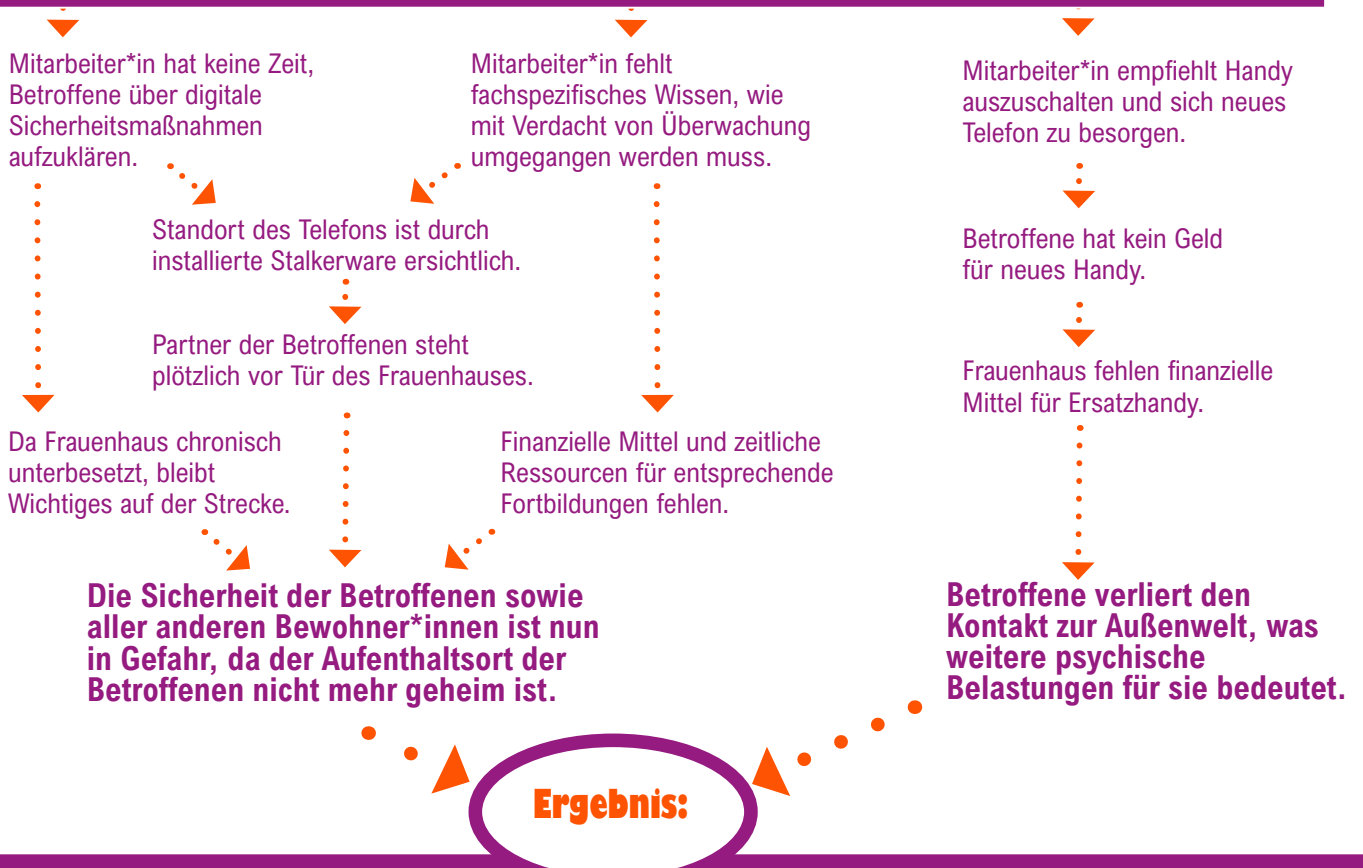 Mitarbeiter*in hat keine Zeit,
Betroffene über digitale
Sicherheitsmaßnahmen
aufzuklären.
Mitarbeiter*in fehlt
fachspezifisches Wissen, wie
mit Verdacht von Überwachung
umgegangen werden muss.
Mitarbeiter*in empfiehlt Handy
auszuschalten und sich neues
Telefon zu besorgen.
Standort des Telefons ist durch
installierte Stalkerware ersichtlich.
Betroffene hat kein Geld
für neues Handy.
Partner der Betroffenen steht
plötzlich vor Tür des Frauenhauses.
Frauenhaus fehlen finanzielle
Mittel für Ersatzhandy.
Da Frauenhaus chronisch
unterbesetzt, bleibt
Wichtiges auf der Strecke.
Finanzielle Mittel und zeitliche
Ressourcen für entsprechende
Fortbildungen fehlen.
Die Sicherheit der Betroffenen sowie
aller anderen Bewohner*innen ist nun
in Gefahr, da der Aufenthaltsort der
Betroffenen nicht mehr geheim ist.
Betroffene verliert den
Kontakt zur Außenwelt, was
weitere psychische
Belastungen für sie bedeutet.
Ergebnis: